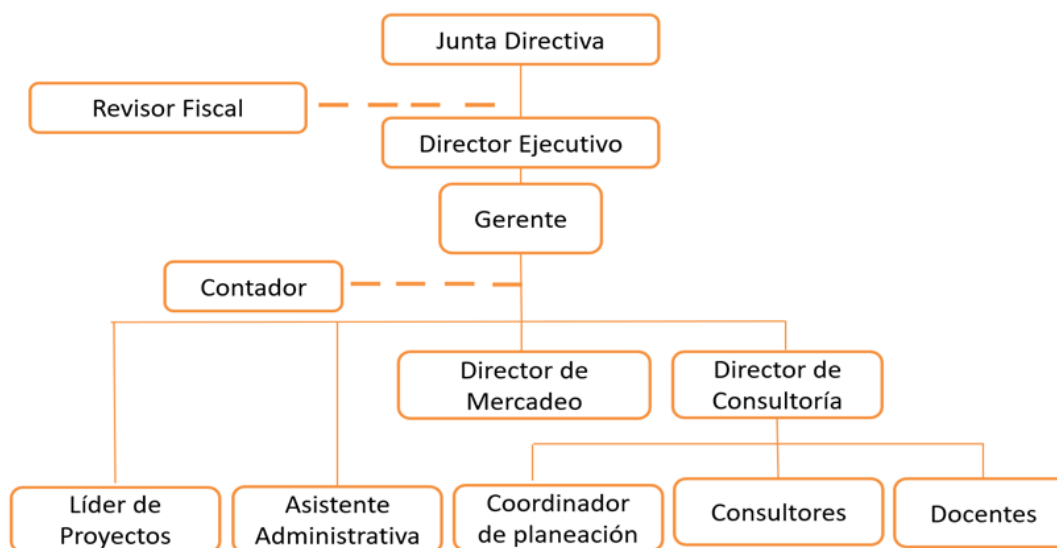 Junta Directiva
Revisor Fiscal
Director Ejecutivo
Gerente
Contador
Director de
Mercadeo
Director de
Consultoría
Líder de
Proyectos
Asistente
Administrativa
Coordinador
de planeación
Consultores
Docentes